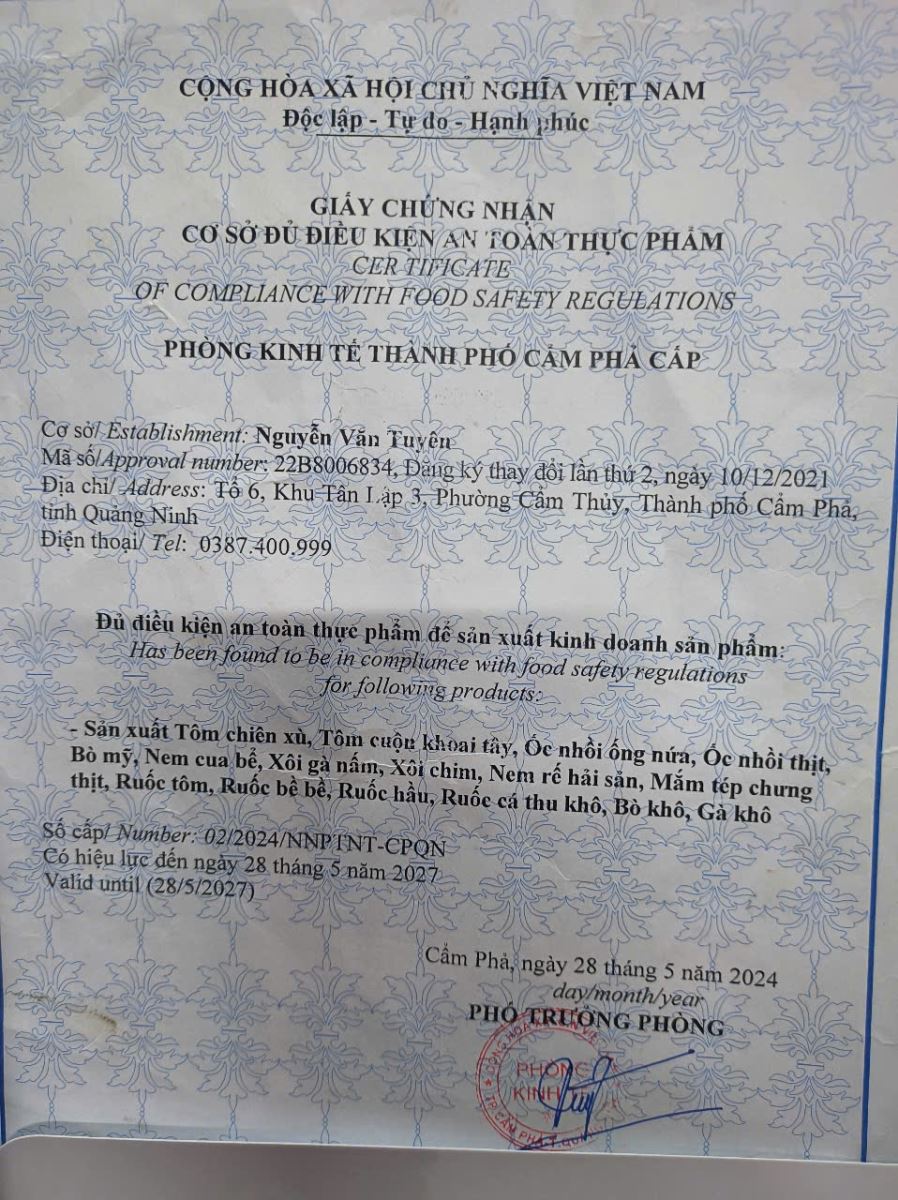 CỘNG HÒA XÃ HỘI CHỦ NGHĨA VIỆT NAM
Độc lập - Tự do - Hạnh phúc
GIẤY CHỨNG NHẬN
CƠ SỞ ĐỦ ĐIỀU KIỆN AN TOÀN THỰC PHẨM
CER TIFICATE
OF COMPLIANCE WITH FOOD SAFETY REGULATIONS
PHÒNG KINH TẾ THÀNH PHỐ CẨM PHẢ CẤP
Cơ sở/ Establishment: Nguyễn Văn Tuyên
Mã số/Approval number: 22B8006834, Đăng ký thay đổi lần thứ 2, ngày 10/12/2021
Địa chỉ/ Address: Tổ 6, Khu Tân Lập 3, Phường Cẩm Thủy, Thành phố Cẩm Phả,
tỉnh Quảng Ninh
Điện thoại/ Tel: 0387.400.999
Đủ điều kiện an toàn thực phẩm để sản xuất kinh doanh sản phẩm:
Has been found to be in compliance with food safety regulations
for following products:
- Sản xuất Tôm chiên xù, Tôm cuộn khoai tây, Ốc nhồi ống nứa, Ốc nhồi thịt,
Bò mỹ, Nem cua bể, Xôi gà nấm, Xôi chim, Nem rế hải sản, Mắm tép chưng
thịt, Ruốc tôm, Ruốc bề bề, Ruốc hầu, Ruốc cá thu khô, Bò khô, Gà khô
Số cấp/ Number: 02/2024/NNPTNT-CPQN
Có hiệu lực đến ngày 28 tháng 5 năm 2027
Valid until (28/5/2027)
Cẩm Phả, ngày 28 tháng 5 năm 2024
day/month/year
PHÓ TRƯỞNG PHÒNG
PHÒNG
KINH